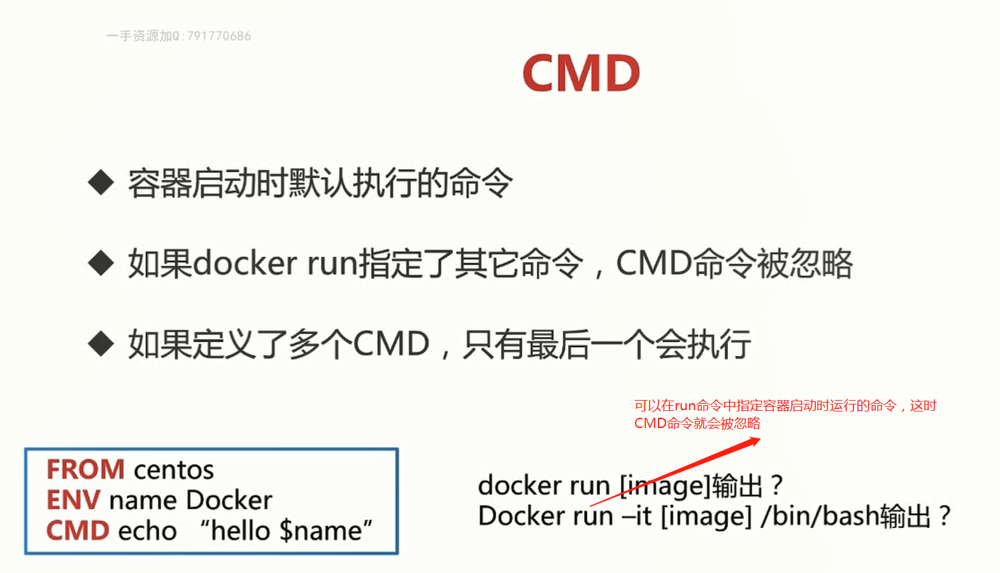 一手资源加Q:791770686
CMD
◆ 容器启动时默认执行的命令
◆ 如果docker run指定了其它命令，CMD命令被忽略
◆ 如果定义了多个CMD，只有最后一个会执行
可以在run命令中指定容器启动时运行的命令，这时
CMD命令就会被忽略
FROM centos
ENV name Docker
CMD echo “hello $name”
docker run [image]输出？
Docker run –it [image] /bin/bash输出？